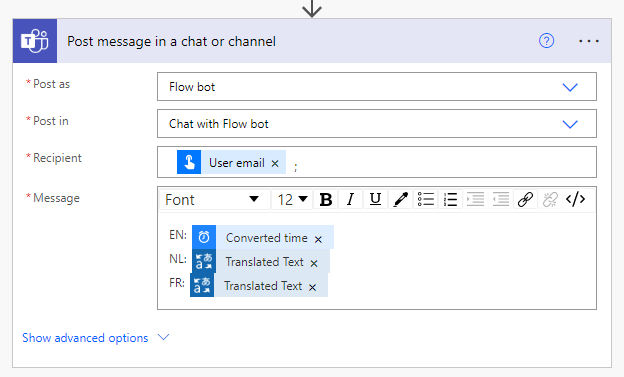 Post message in a chat or channel
* Post as
Flow bot
* Post in
Chat with Flow bot
* Recipient
User email × ;
* Message
Font 12 B I U </>
EN: Converted time ×
NL: Translated Text ×
FR: Translated Text ×
Show advanced options